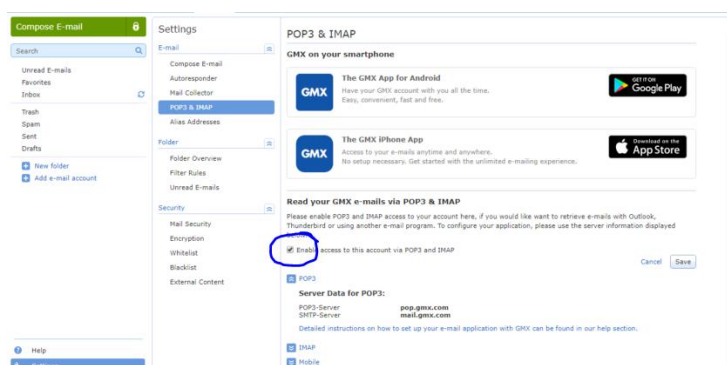 Compose E-mail
Search
Unread E-mails
Favorites
Inbox
Trash
Spam
Sent
Drafts
New folder
Add e-mail account
Help
Settings
E-mail
Compose E-mail
Autoresponder
Mail Collector
POP3 & IMAP
Alias Addresses
Folder
Folder Overview
Filter Rules
Unread E-mails
Security
Mail Security
Encryption
Whitelist
Blacklist
External Content
POP3 & IMAP
GMX on your smartphone
GMX
The GMX App for Android
Have your GMX account with you all the time.
Easy, convenient, fast and free.
GET IT ON
Google Play
GMX
The GMX iPhone App
Access to your e-mails anytime and anywhere.
No setup necessary. Get started with the unlimited e-mailing experience.
Download on the
App Store
Read your GMX e-mails via POP3 & IMAP
Please enable POP3 and IMAP access to your account here, if you would like want to retrieve e-mails with Outlook,
Thunderbird or using another e-mail program. To configure your application, please use the server information displayed
Enable access to this account via POP3 and IMAP
Cancel Save
POP3
Server Data for POP3:
POP3-Server pop.gmx.com
SMTP-Server mail.gmx.com
Detailed instructions on how to set up your e-mail application with GMX can be found in our help section.
IMAP
Mobile